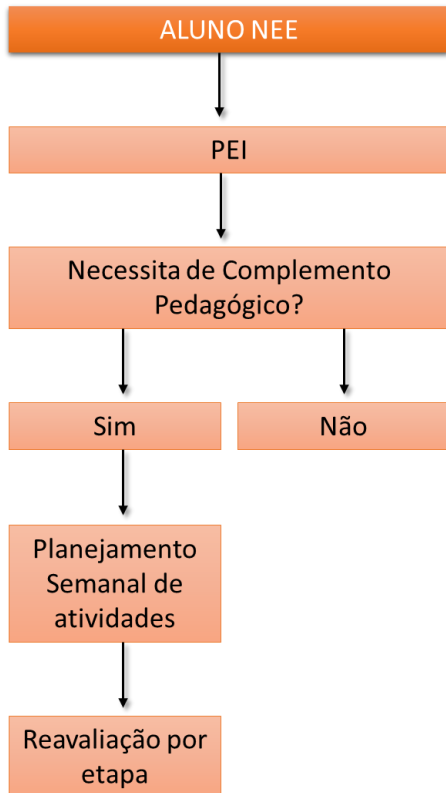 ALUNO NEE
PEI
Necessita de Complemento
Pedagógico?
Sim
Não
Planejamento
Semanal de
atividades
Reavaliação por
etapa